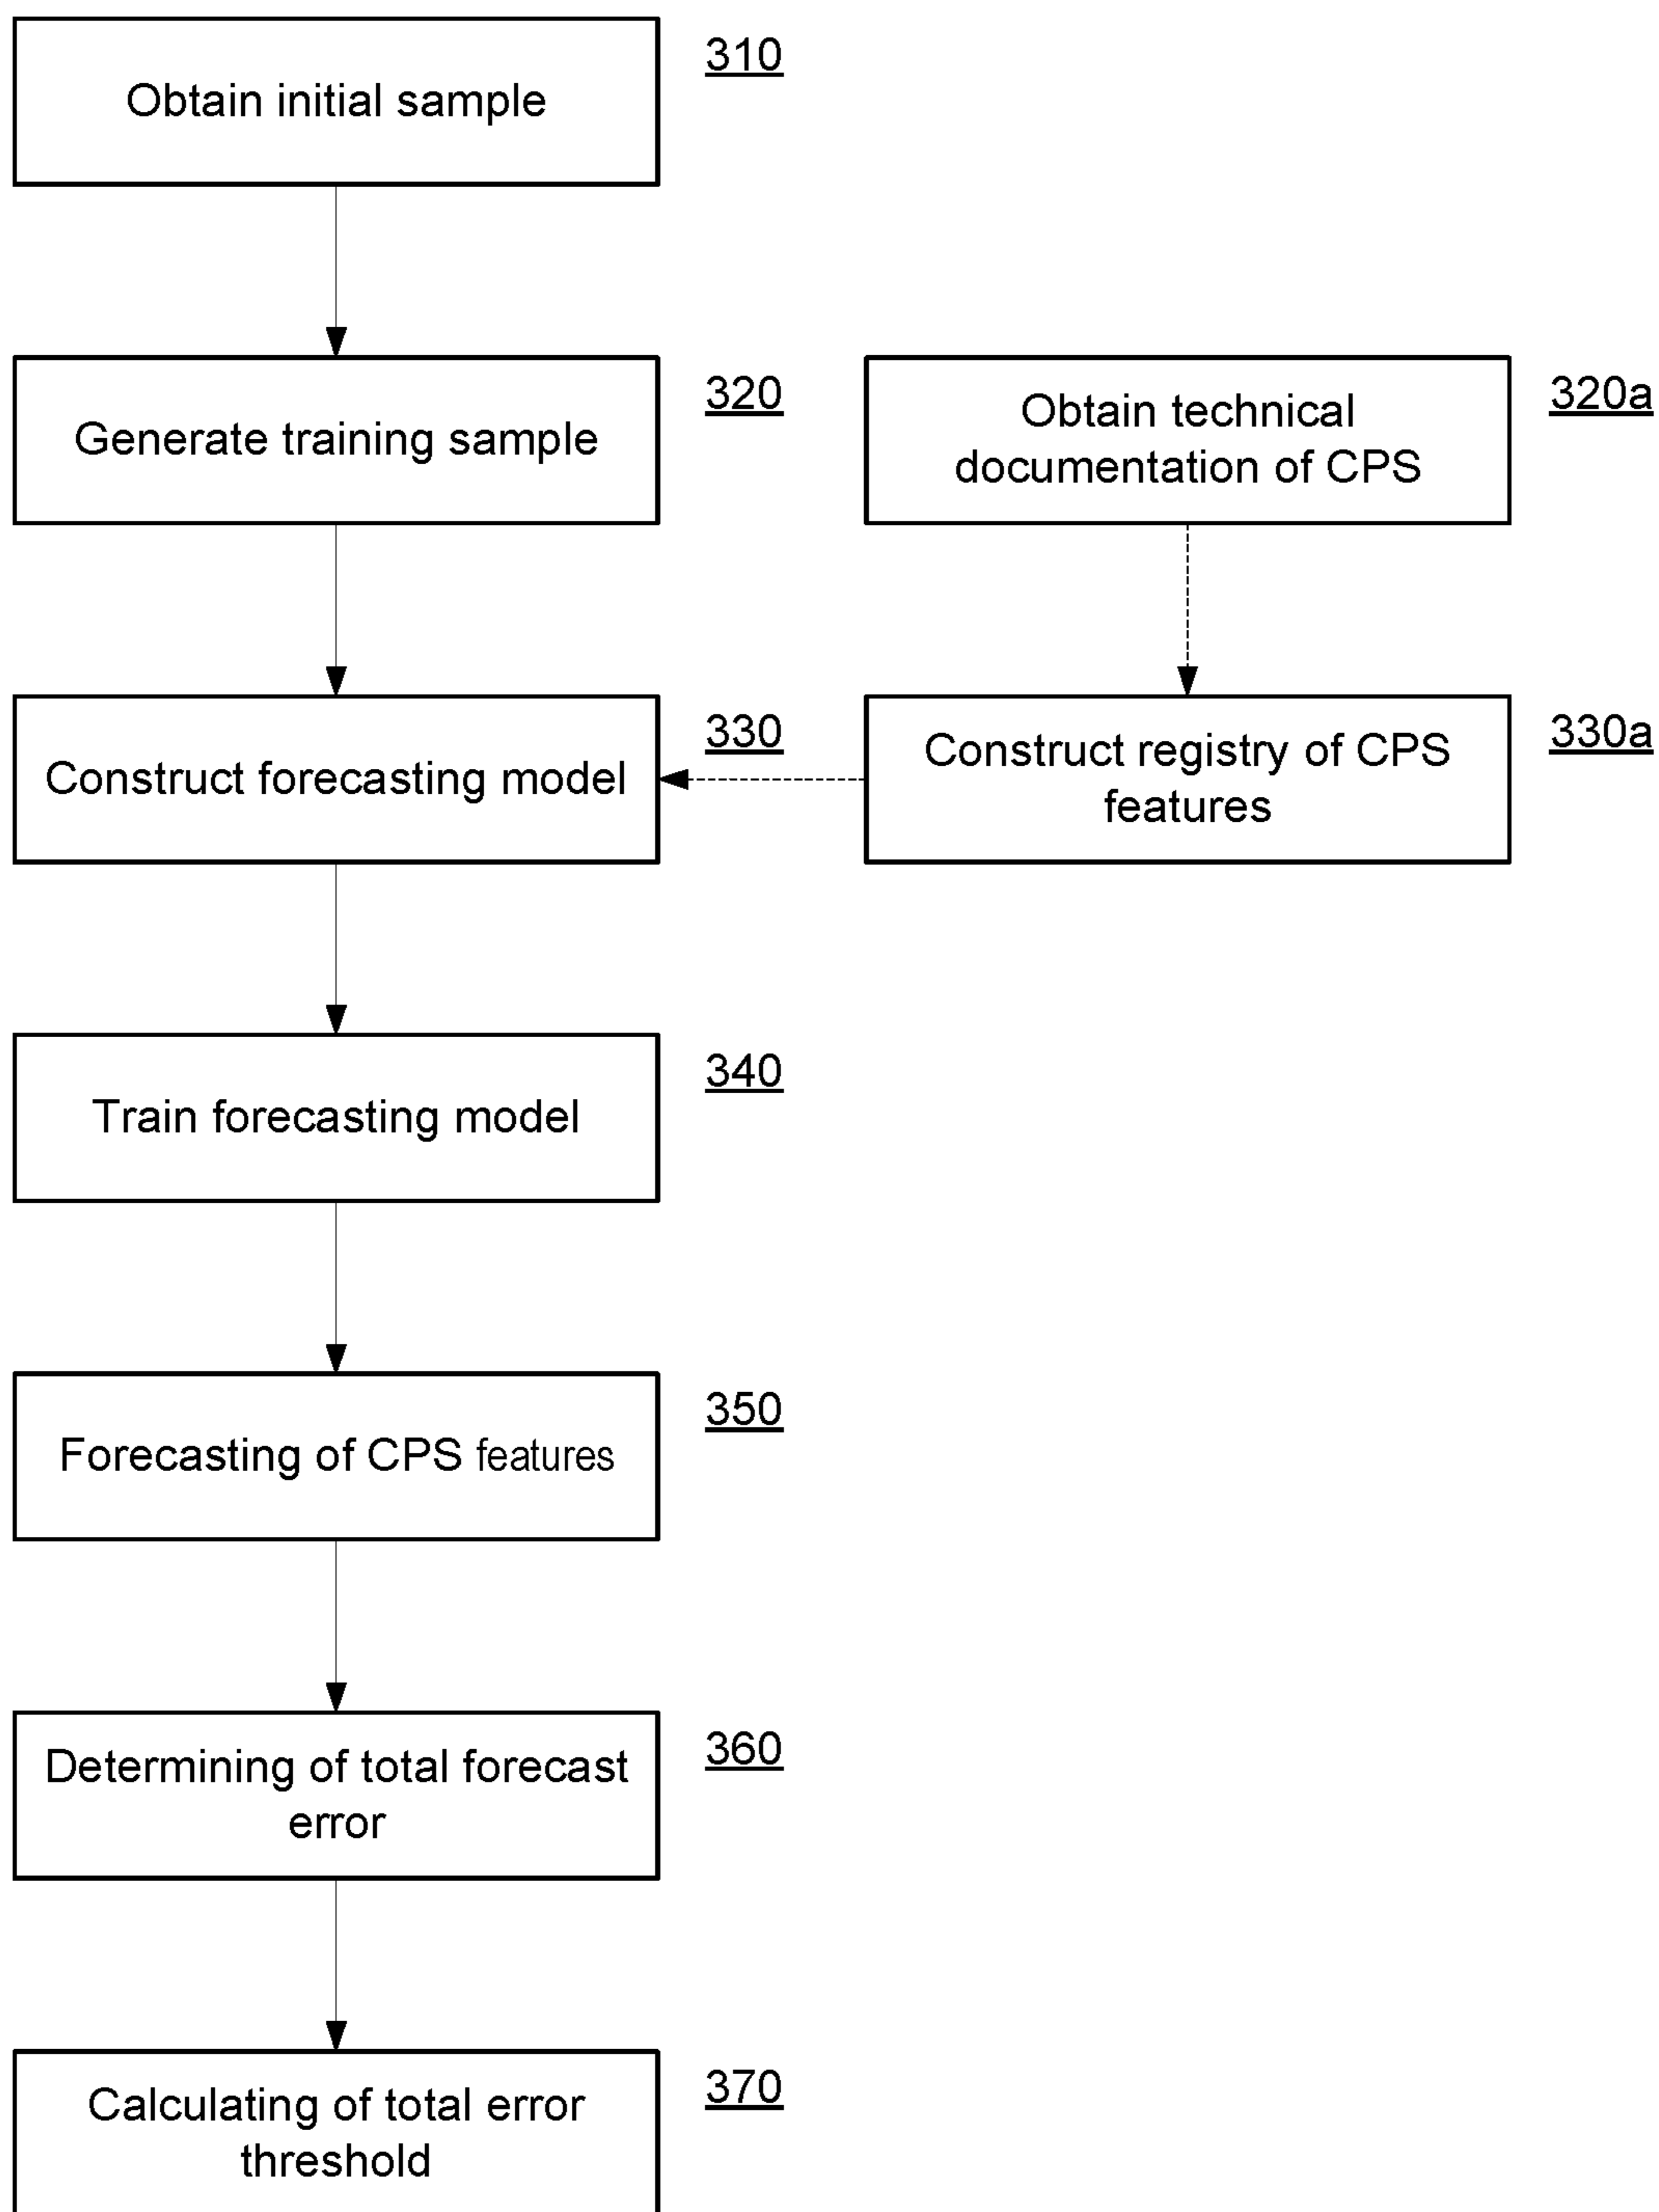 Obtain initial sample
310
Generate training sample
320
Obtain technical
documentation of CPS
320a
Construct forecasting model
330
Construct registry of CPS
features
330a
Train forecasting model
340
Forecasting of CPS features
350
Determining of total forecast
error
360
Calculating of total error
threshold
370